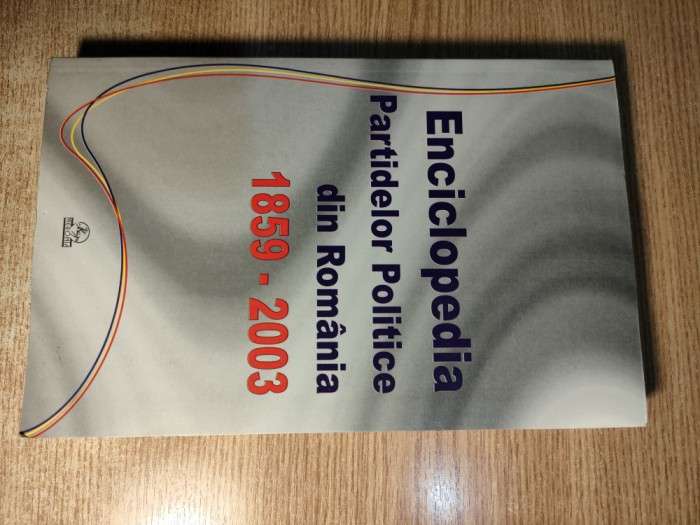 Enciclopedia
Partidelor Politice
din România
1859 - 2003